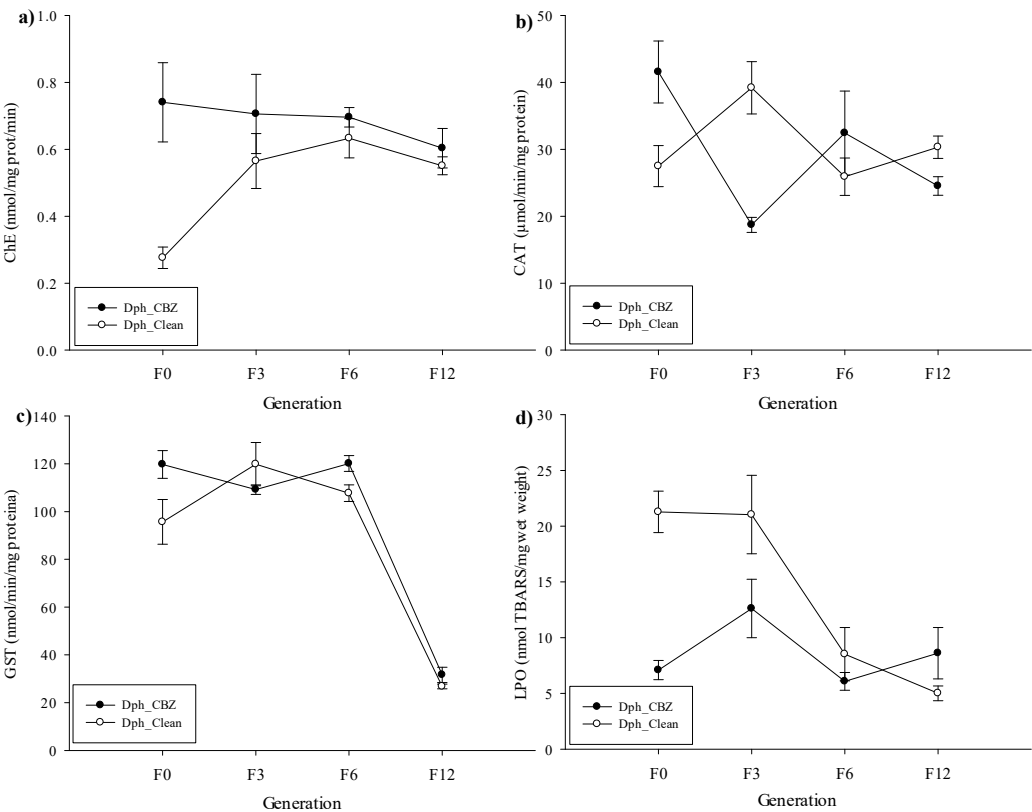 a)
1.0
0.8
0.6
0.4
0.2
0.0
ChE (nmol/mg prot/min)
Dph_CBZ
Dph_Clean
F0 F3 F6 F12
Generation
b)
50
40
30
20
10
0
CAT (µmol/min/mg protein)
Dph_CBZ
Dph_Clean
F0 F3 F6 F12
Generation
c)
140
120
100
80
60
40
20
0
GST (nmol/min/mg proteina)
Dph_CBZ
Dph_Clean
F0 F3 F6 F12
Generation
d)
30
25
20
15
10
5
0
LPO (nmol TBARS/mg wet weight)
Dph_CBZ
Dph_Clean
F0 F3 F6 F12
Generation